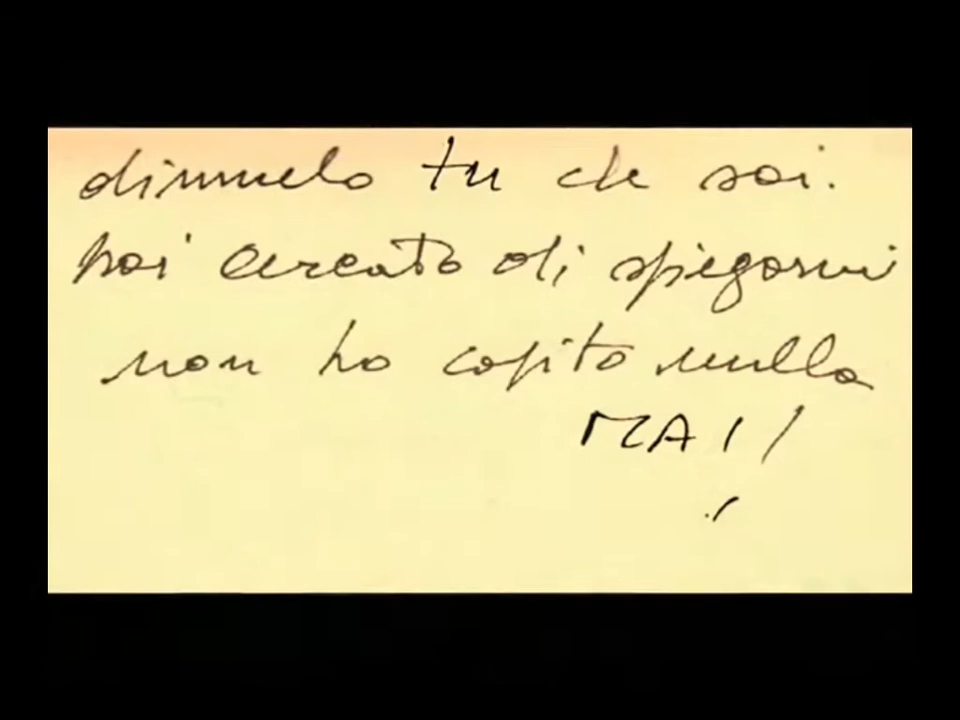 dimmelo tu che sai.
hai cercato di spiegarmi
non ho capito nulla
MAI!